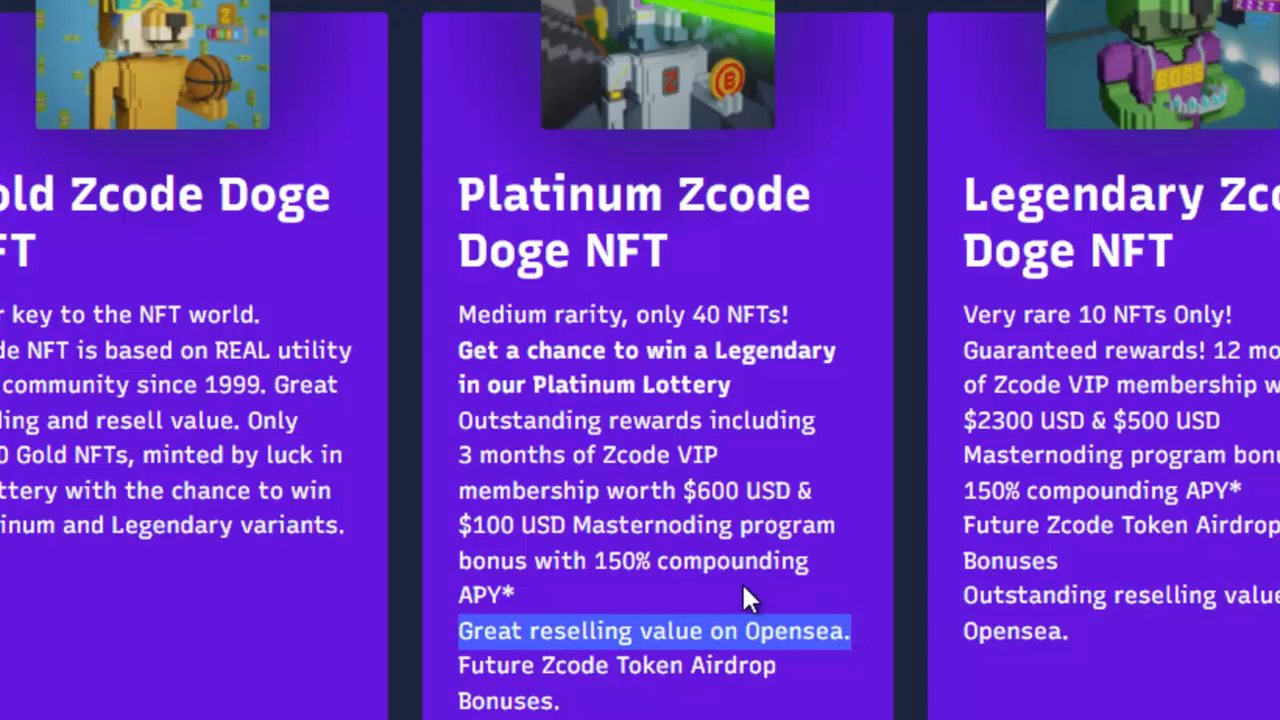 old Zcode Doge
FT
r key to the NFT world.
de NFT is based on REAL utility
community since 1999. Great
ding and resell value. Only
0 Gold NFTs, minted by luck in
ttery with the chance to win
inum and Legendary variants.
Z
B
Platinum Zcode
Doge NFT
Medium rarity, only 40 NFTs!
Get a chance to win a Legendary
in our Platinum Lottery
Outstanding rewards including
3 months of Zcode VIP
membership worth $600 USD &
$100 USD Masternoding program
bonus with 150% compounding
APY*
Great reselling value on Opensea.
Future Zcode Token Airdrop
Bonuses.
BOSS
Legendary Zco
Doge NFT
Very rare 10 NFTs Only!
Guaranteed rewards! 12 mo
of Zcode VIP membership w
$2300 USD & $500 USD
Masternoding program bonu
150% compounding APY*
Future Zcode Token Airdrop
Bonuses
Outstanding reselling value
Opensea.